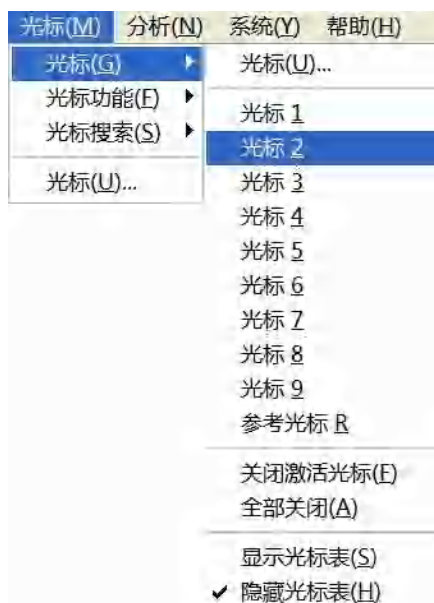 光标(M) 分析(N) 系统(Y) 帮助(H)
光标(G)
光标功能(F)
光标搜索(S)
光标(U)...
光标(U)...
光标 1
光标 2
光标 3
光标 4
光标 5
光标 6
光标 7
光标 8
光标 9
参考光标 R
关闭激活光标(F)
全部关闭(A)
显示光标表(S)
隐藏光标表(H)